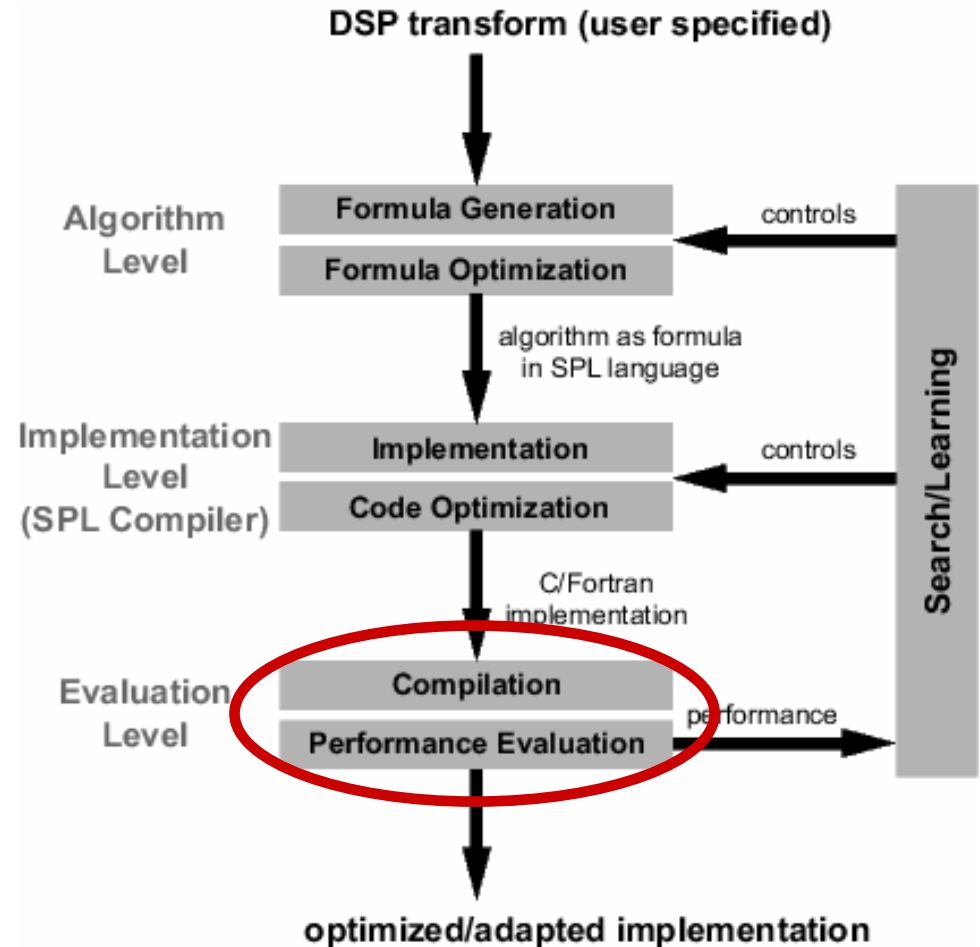 DSP transform (user specified)
Algorithm
Level
Formula Generation
Formula Optimization
controls
algorithm as formula
in SPL language
Implementation
Level
(SPL Compiler)
Implementation
Code Optimization
controls
Search/Learning
C/Fortran
implementation
Evaluation
Level
Compilation
Performance Evaluation
performance
optimized/adapted implementation